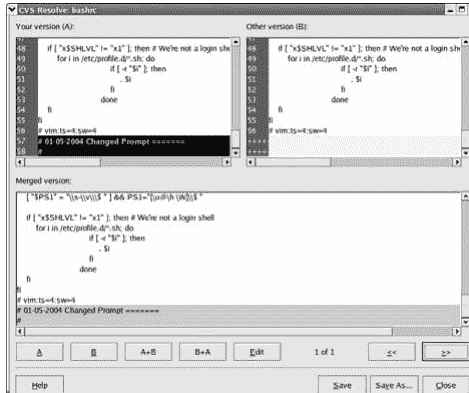 CVS Resolve: bashrc
Your version (A):
Other version (B):
48 if [ "x$SHLVL" != "x1" ]; then # We're not a login she
49 for i in /etc/profile.d/*.sh; do
50 if [ -r "$i" ]; then
51 . $i
52 fi
53 done
54 fi
55 fi
56 # vim:ts=4:sw=4
57 # 01-05-2004 Changed Prompt =======
58 #
48 if [ "x$SHLVL" != "x1" ]; then # We're not a login she
49 for i in /etc/profile.d/*.sh; do
50 if [ -r "$i" ]; then
51 . $i
52 fi
53 done
54 fi
55 fi
56 # vim:ts=4:sw=4
++++
++++
Merged version:
if [ "x$SHLVL" != "x1" ]; then # We're not a login shell
for i in /etc/profile.d/*.sh; do
if [ -r "$i" ]; then
. $i
fi
done
fi
fi
# vim:ts=4:sw=4
# 01-05-2004 Changed Prompt =======
#
A B A+B B+A Edit 1 of 1 << >>
Help Save Save As... Close